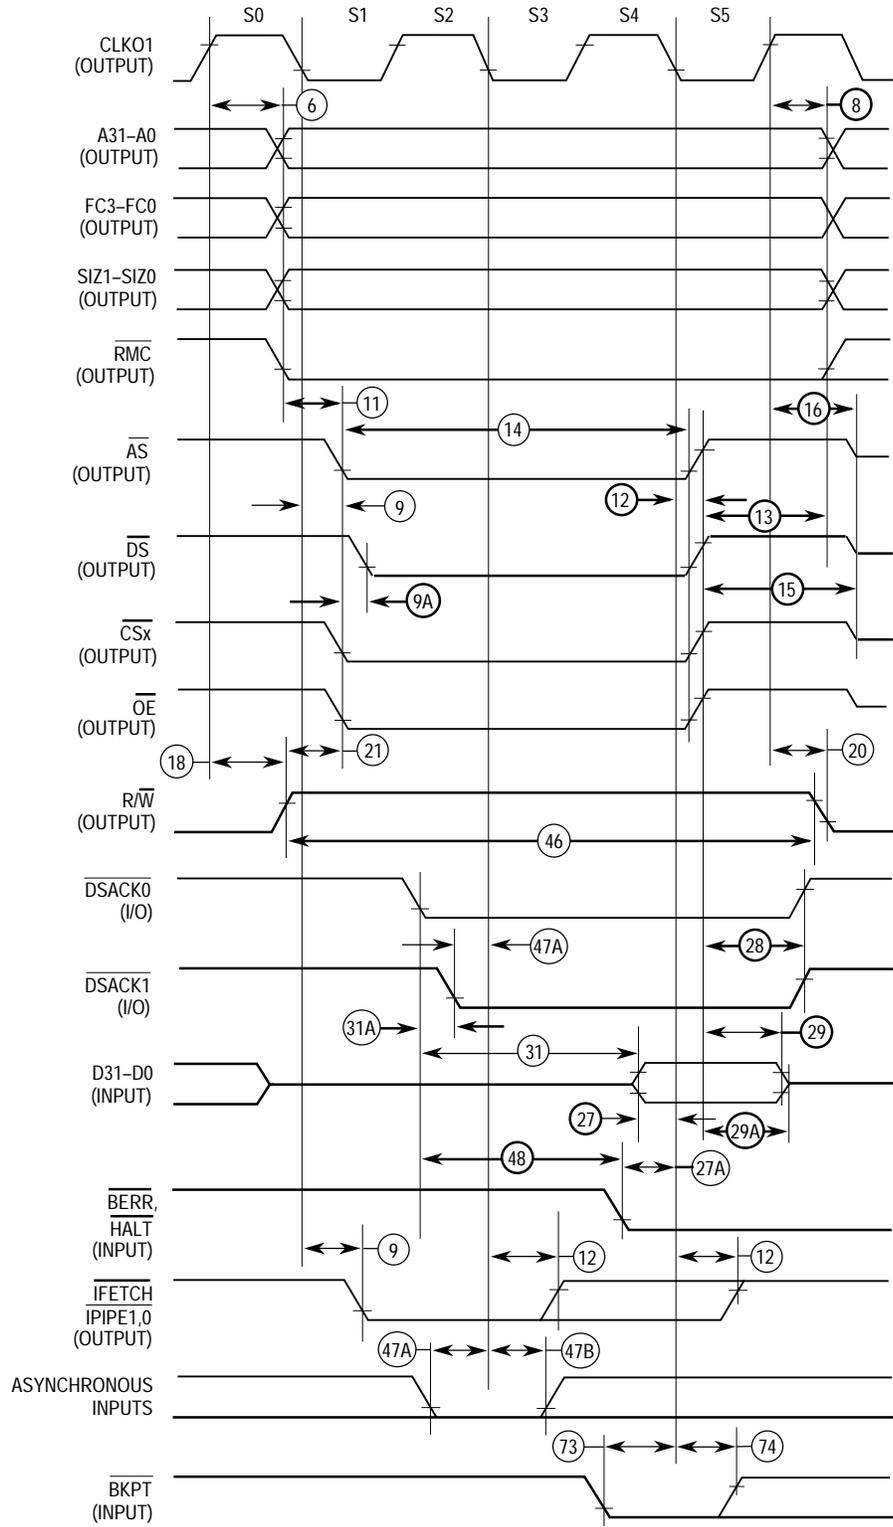 S0 S1 S2 S3 S4 S5
CLKO1
(OUTPUT)
6 8
A31–A0
(OUTPUT)
FC3–FC0
(OUTPUT)
SIZ1–SIZ0
(OUTPUT)
RMC
(OUTPUT)
11 16
14
AS
(OUTPUT)
9 12
13
DS
(OUTPUT)
9A 15
CSx
(OUTPUT)
OE
(OUTPUT)
18 21 20
R/W
(OUTPUT)
46
DSACK0
(I/O)
47A 28
DSACK1
(I/O)
31A 29
31
D31–D0
(INPUT)
27 29A
48 27A
BERR,
HALT
(INPUT)
9 12 12
IFETCH
IPIPE1,0
(OUTPUT)
47A 47B
ASYNCHRONOUS
INPUTS
73 74
BKPT
(INPUT)